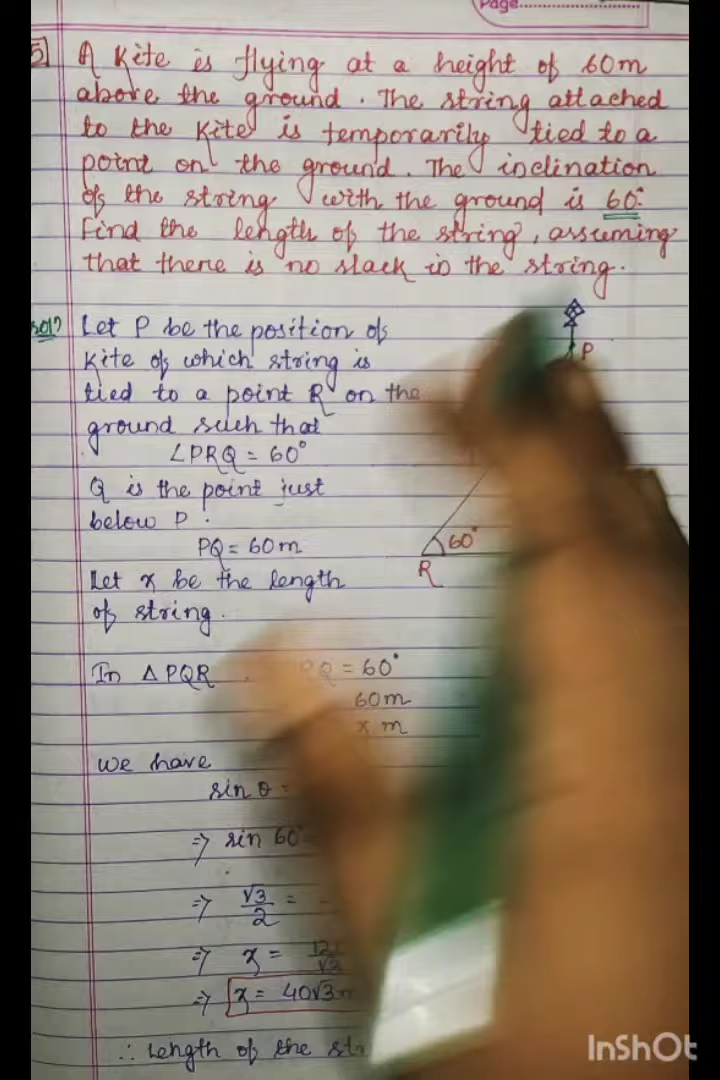 Page
5 A Kite is flying at a height of 60m
above the ground. The string attached
to the Kite is temporarily tied to a
point on the ground. The inclination
of the string with the ground is 60°.
Find the length of the string, assuming
that there is no slack in the string.
Sol? Let P be the position of
Kite of which string is
tied to a point R on the
ground such that
∠PRQ = 60°
Q is the point just
below P.
PQ = 60m
Let x be the length
of string.
P
60°
R
In △PQR RQ = 60°
60m
x m
we have
sin θ =
=> sin 60°
=> √3/2 =
=> x = 12 /√3
=> x = 40√3 m
∴ Length of the
InShOt